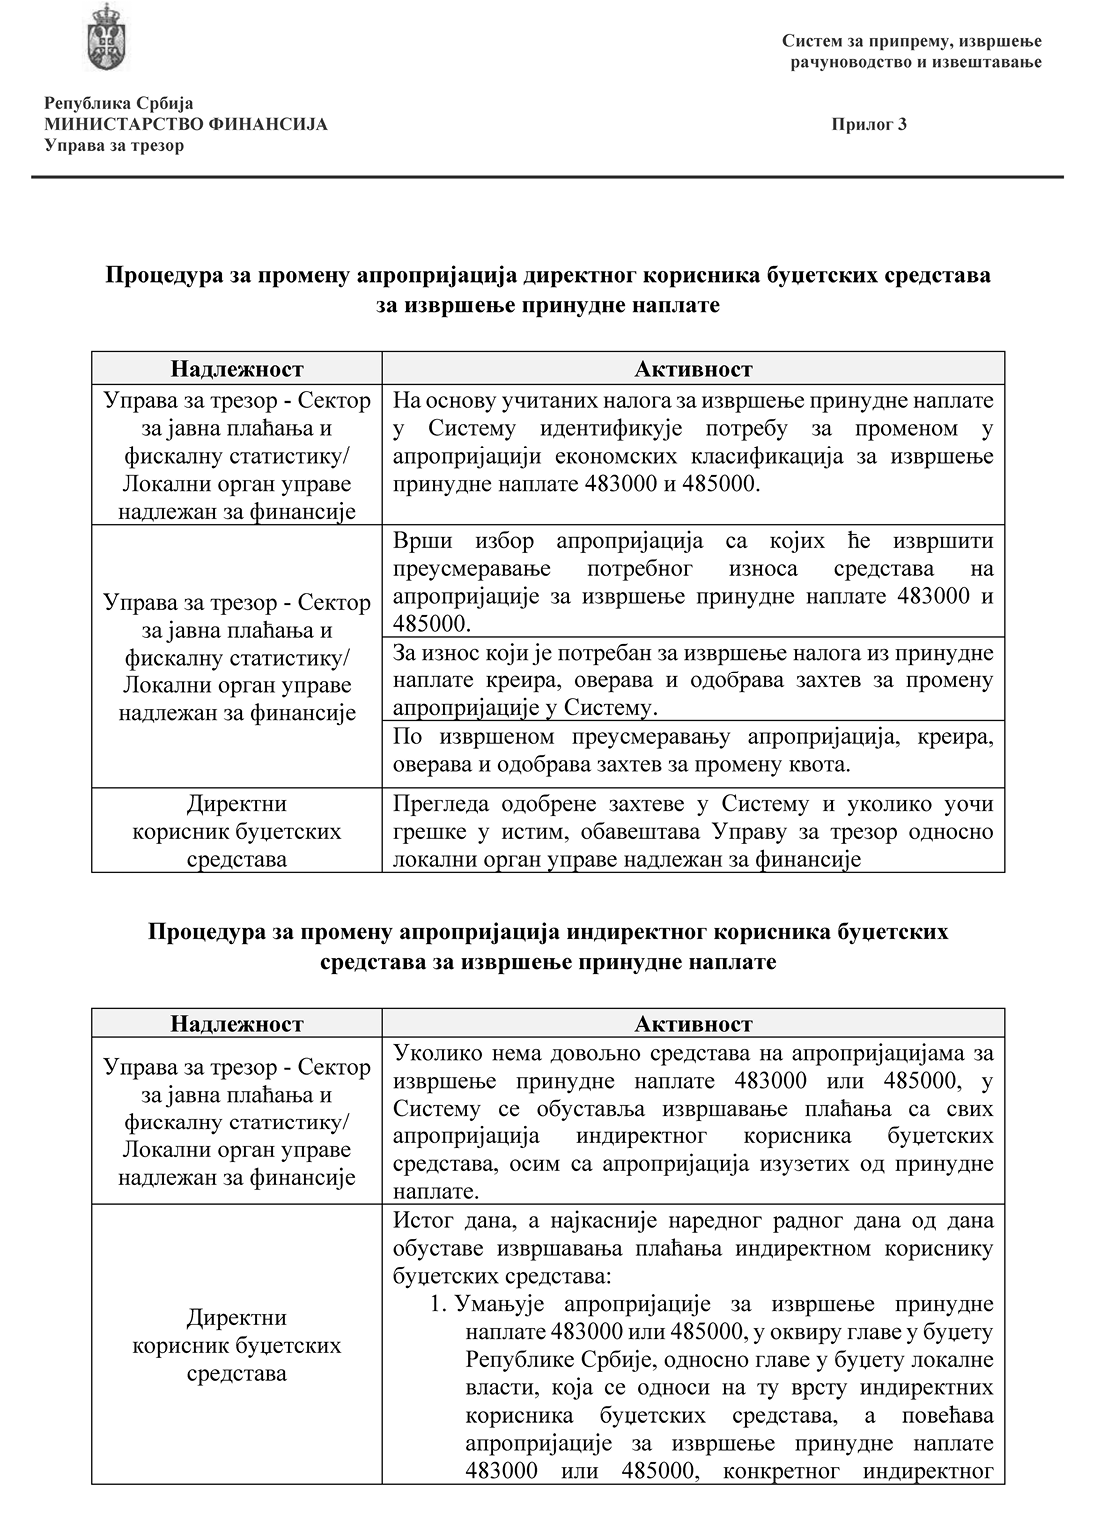 Систем за припрему, извршење
рачуноводство и извештавање
Република Србија
МИНИСТАРСТВО ФИНАНСИЈА
Управа за трезор
Прилог 3
Процедура за промену апропријација директног корисника буџетских средстава
за извршење принудне наплате
Надлежност
Активност
Управа за трезор - Сектор
за јавна плаћања и
фискалну статистику/
Локални орган управе
надлежан за финансије
На основу учитаних налога за извршење принудне наплате
у Систему идентификује потребу за променом у
апропријацији економских класификација за извршење
принудне наплате 483000 и 485000.
Управа за трезор - Сектор
за јавна плаћања и
фискалну статистику/
Локални орган управе
надлежан за финансије
Врши избор апропријација са којих ће извршити
преусмеравање потребног износа средстава на
апропријације за извршење принудне наплате 483000 и
485000.
За износ који је потребан за извршење налога из принудне
наплате креира, оверава и одобрава захтев за промену
апропријације у Систему.
По извршеном преусмеравању апропријација, креира,
оверава и одобрава захтев за промену квота.
Директни
корисник буџетских
средстава
Прегледа одобрене захтеве у Систему и уколико уочи
грешке у истим, обавештава Управу за трезор односно
локални орган управе надлежан за финансије
Процедура за промену апропријација индиректног корисника буџетских
средстава за извршење принудне наплате
Надлежност
Активност
Управа за трезор - Сектор
за јавна плаћања и
фискалну статистику/
Локални орган управе
надлежан за финансије
Уколико нема довољно средстава на апропријацијама за
извршење принудне наплате 483000 или 485000, у
Систему се обуставља извршавање плаћања са свих
апропријација индиректног корисника буџетских
средстава, осим са апропријација изузетих од принудне
наплате.
Директни
корисник буџетских
средстава
Истог дана, а најкасније наредног радног дана од дана
обуставе извршавања плаћања индиректном кориснику
буџетских средстава:
1. Умањује апропријације за извршење принудне
наплате 483000 или 485000, у оквиру главе у буџету
Републике Србије, односно главе у буџету локалне
власти, која се односи на ту врсту индиректних
корисника буџетских средстава, а повећава
апропријације за извршење принудне наплате
483000 или 485000, конкретног индиректног